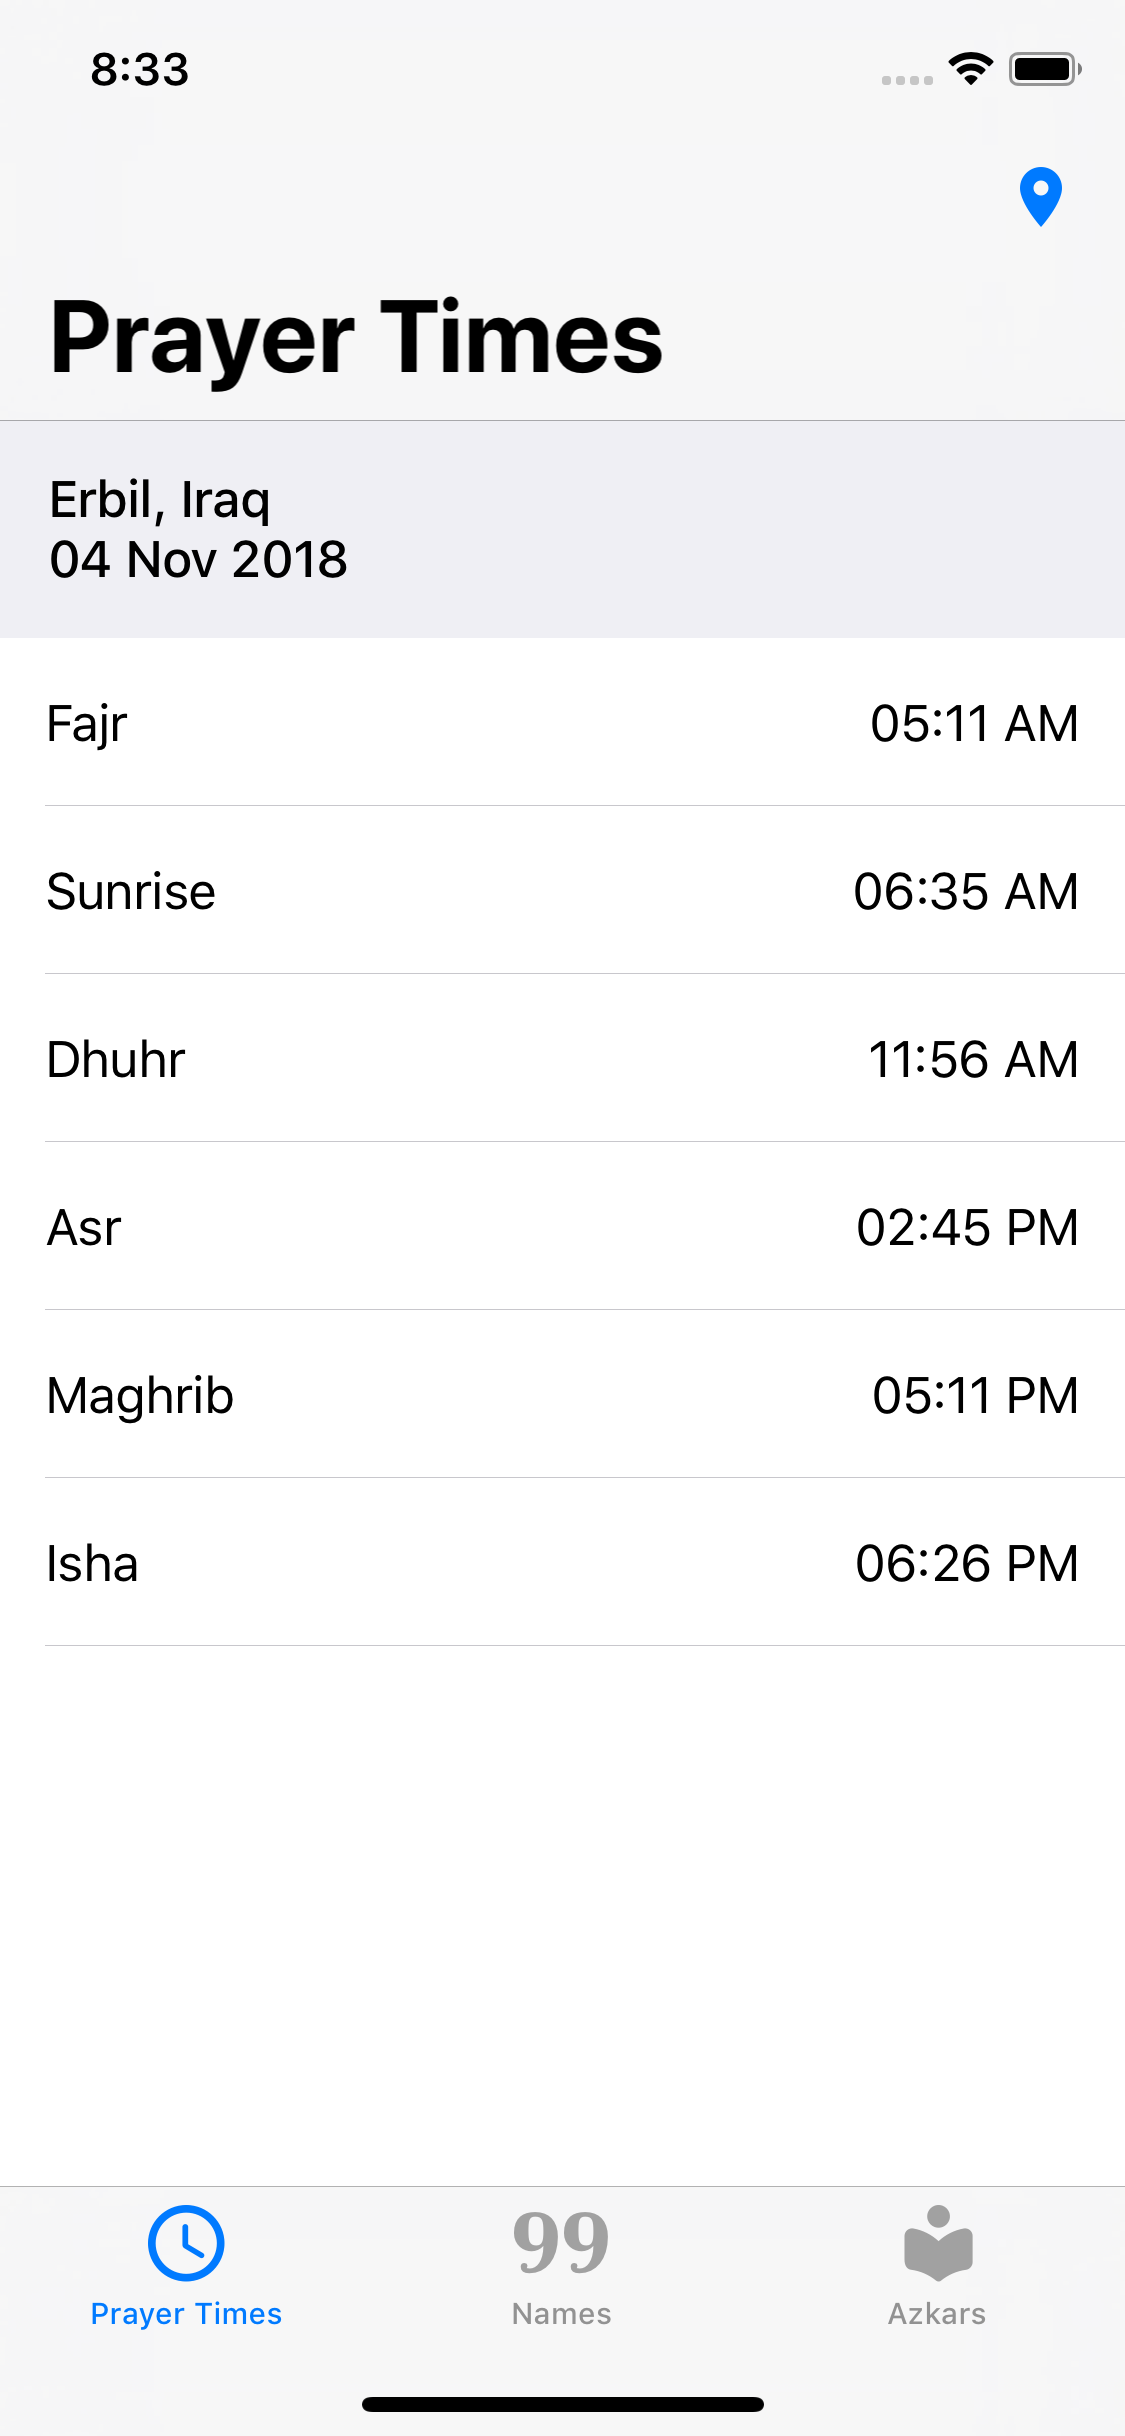 8:33
Prayer Times
Erbil, Iraq
04 Nov 2018
Fajr 05:11 AM
Sunrise 06:35 AM
Dhuhr 11:56 AM
Asr 02:45 PM
Maghrib 05:11 PM
Isha 06:26 PM
99
Prayer Times Names Azkars